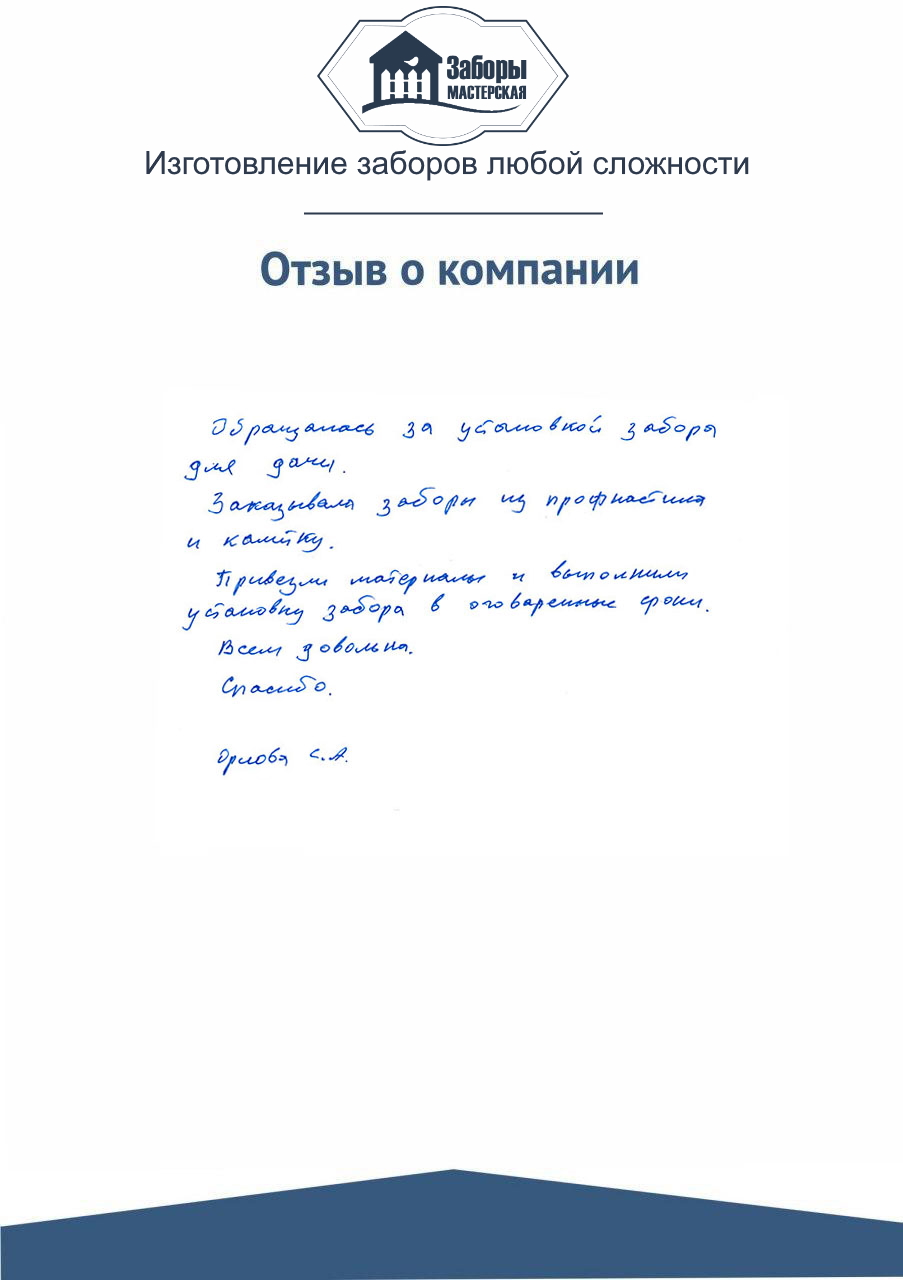 Заборы
МАСТЕРСКАЯ
Изготовление заборов любой сложности
Отзыв о компании
Обращалась за установкой забора
для дачи.
Заказывала заборы из профнастила
и калитку.
Привезли материалы и выполнили
установку забора в оговоренные сроки.
Всем довольна.
Спасибо.
Орлова С.А.